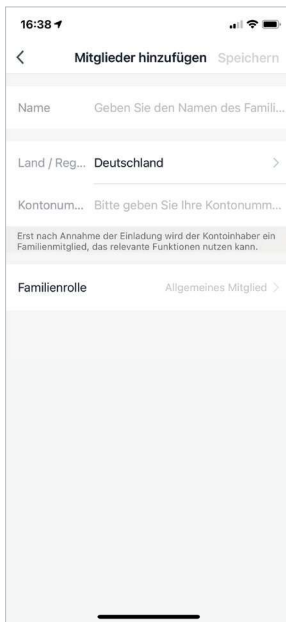 16:38
Mitglieder hinzufügen Speichern
Name Geben Sie den Namen des Famili...
Land / Reg... Deutschland
Kontonum... Bitte geben Sie Ihre Kontonumm...
Erst nach Annahme der Einladung wird der Kontoinhaber ein
Familienmitglied, das relevante Funktionen nutzen kann.
Familienrolle Allgemeines Mitglied